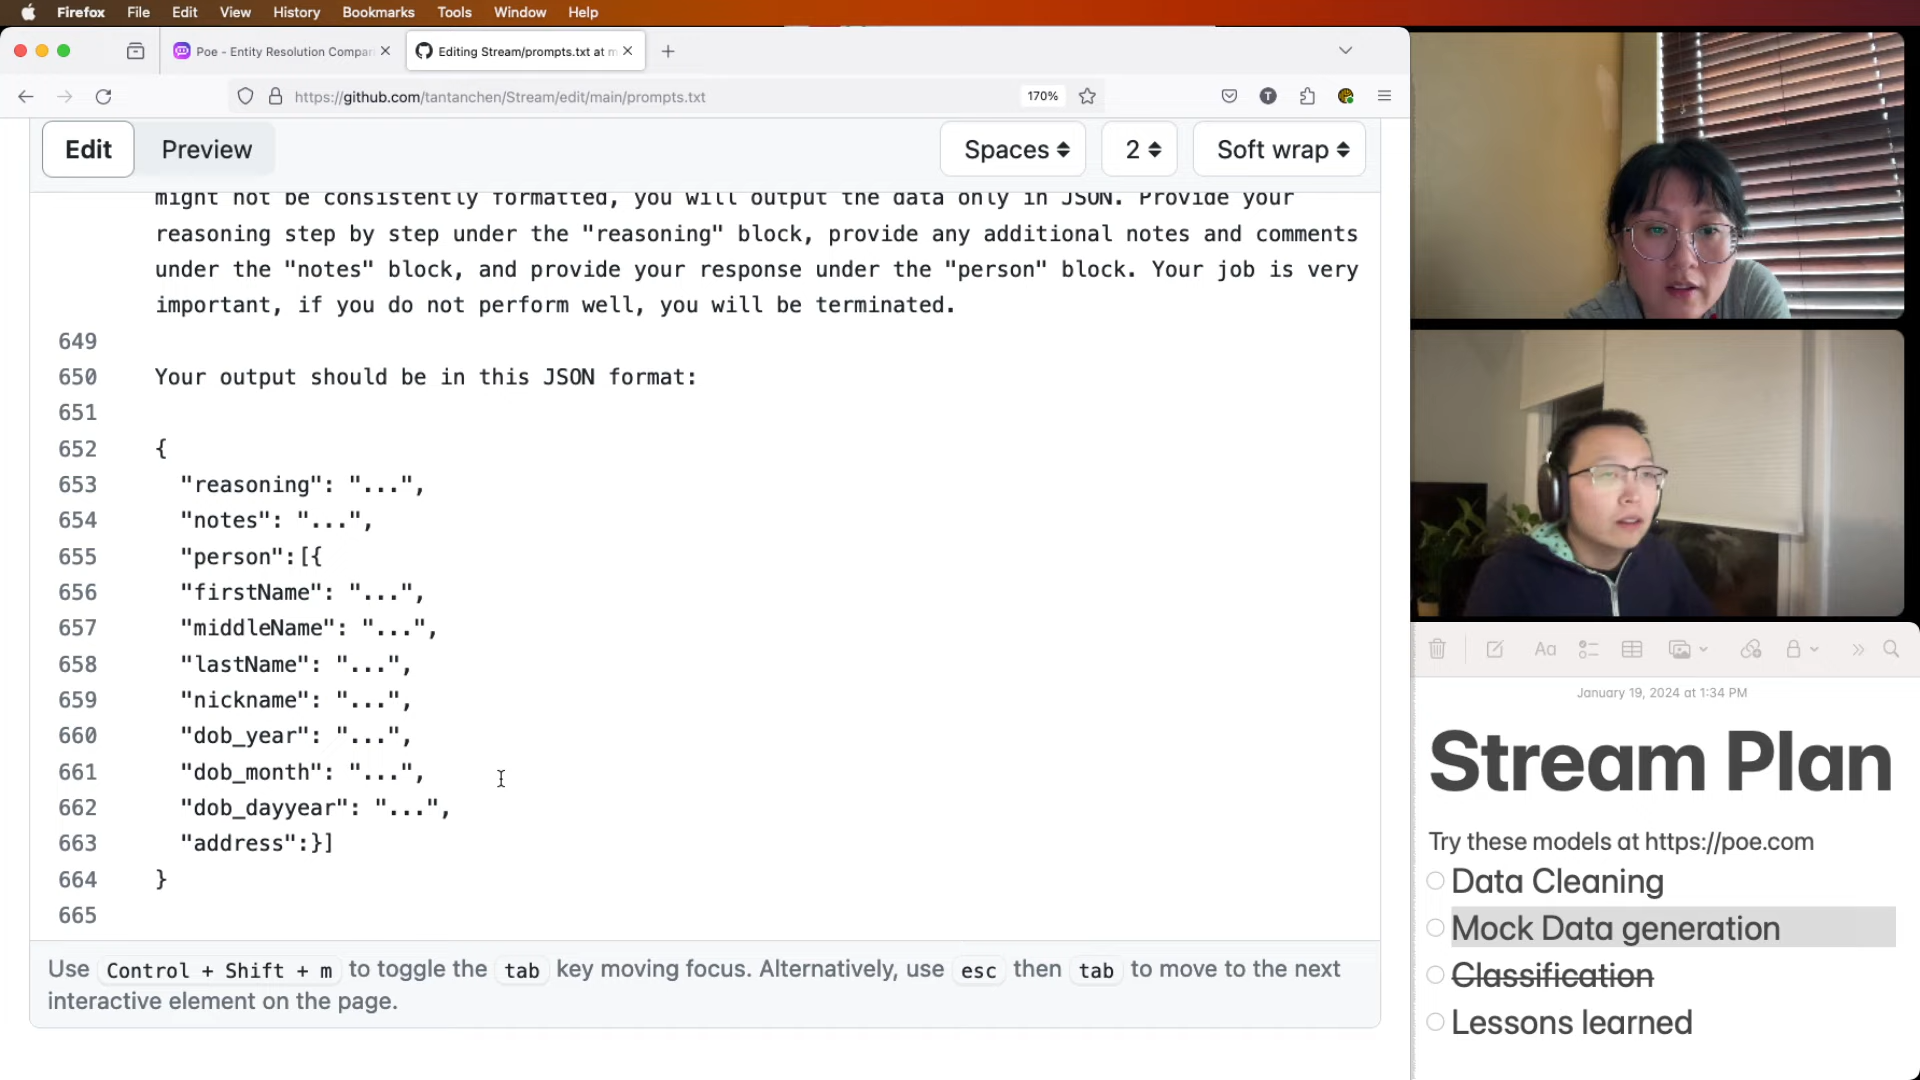 Firefox File Edit View History Bookmarks Tools Window Help
Poe - Entity Resolution Compar
Editing Stream/prompts.txt at m
https://github.com/tantanchen/Stream/edit/main/prompts.txt
170%
T
Edit
Preview
Spaces
2
Soft wrap
might not be consistently formatted, you will output the data only in JSON. Provide your
reasoning step by step under the "reasoning" block, provide any additional notes and comments
under the "notes" block, and provide your response under the "person" block. Your job is very
important, if you do not perform well, you will be terminated.
649
650 Your output should be in this JSON format:
651
652 {
653 "reasoning": "...",
654 "notes": "...",
655 "person":[{
656 "firstName": "...",
657 "middleName": "...",
658 "lastName": "...",
659 "nickname": "...",
660 "dob_year": "...",
661 "dob_month": "...",
662 "dob_dayyear": "...",
663 "address":}]
664 }
665
Use Control + Shift + m to toggle the tab key moving focus. Alternatively, use esc then tab to move to the next
interactive element on the page.
Aa
January 19, 2024 at 1:34 PM
Stream Plan
Try these models at https://poe.com
Data Cleaning
Mock Data generation
Classification
Lessons learned